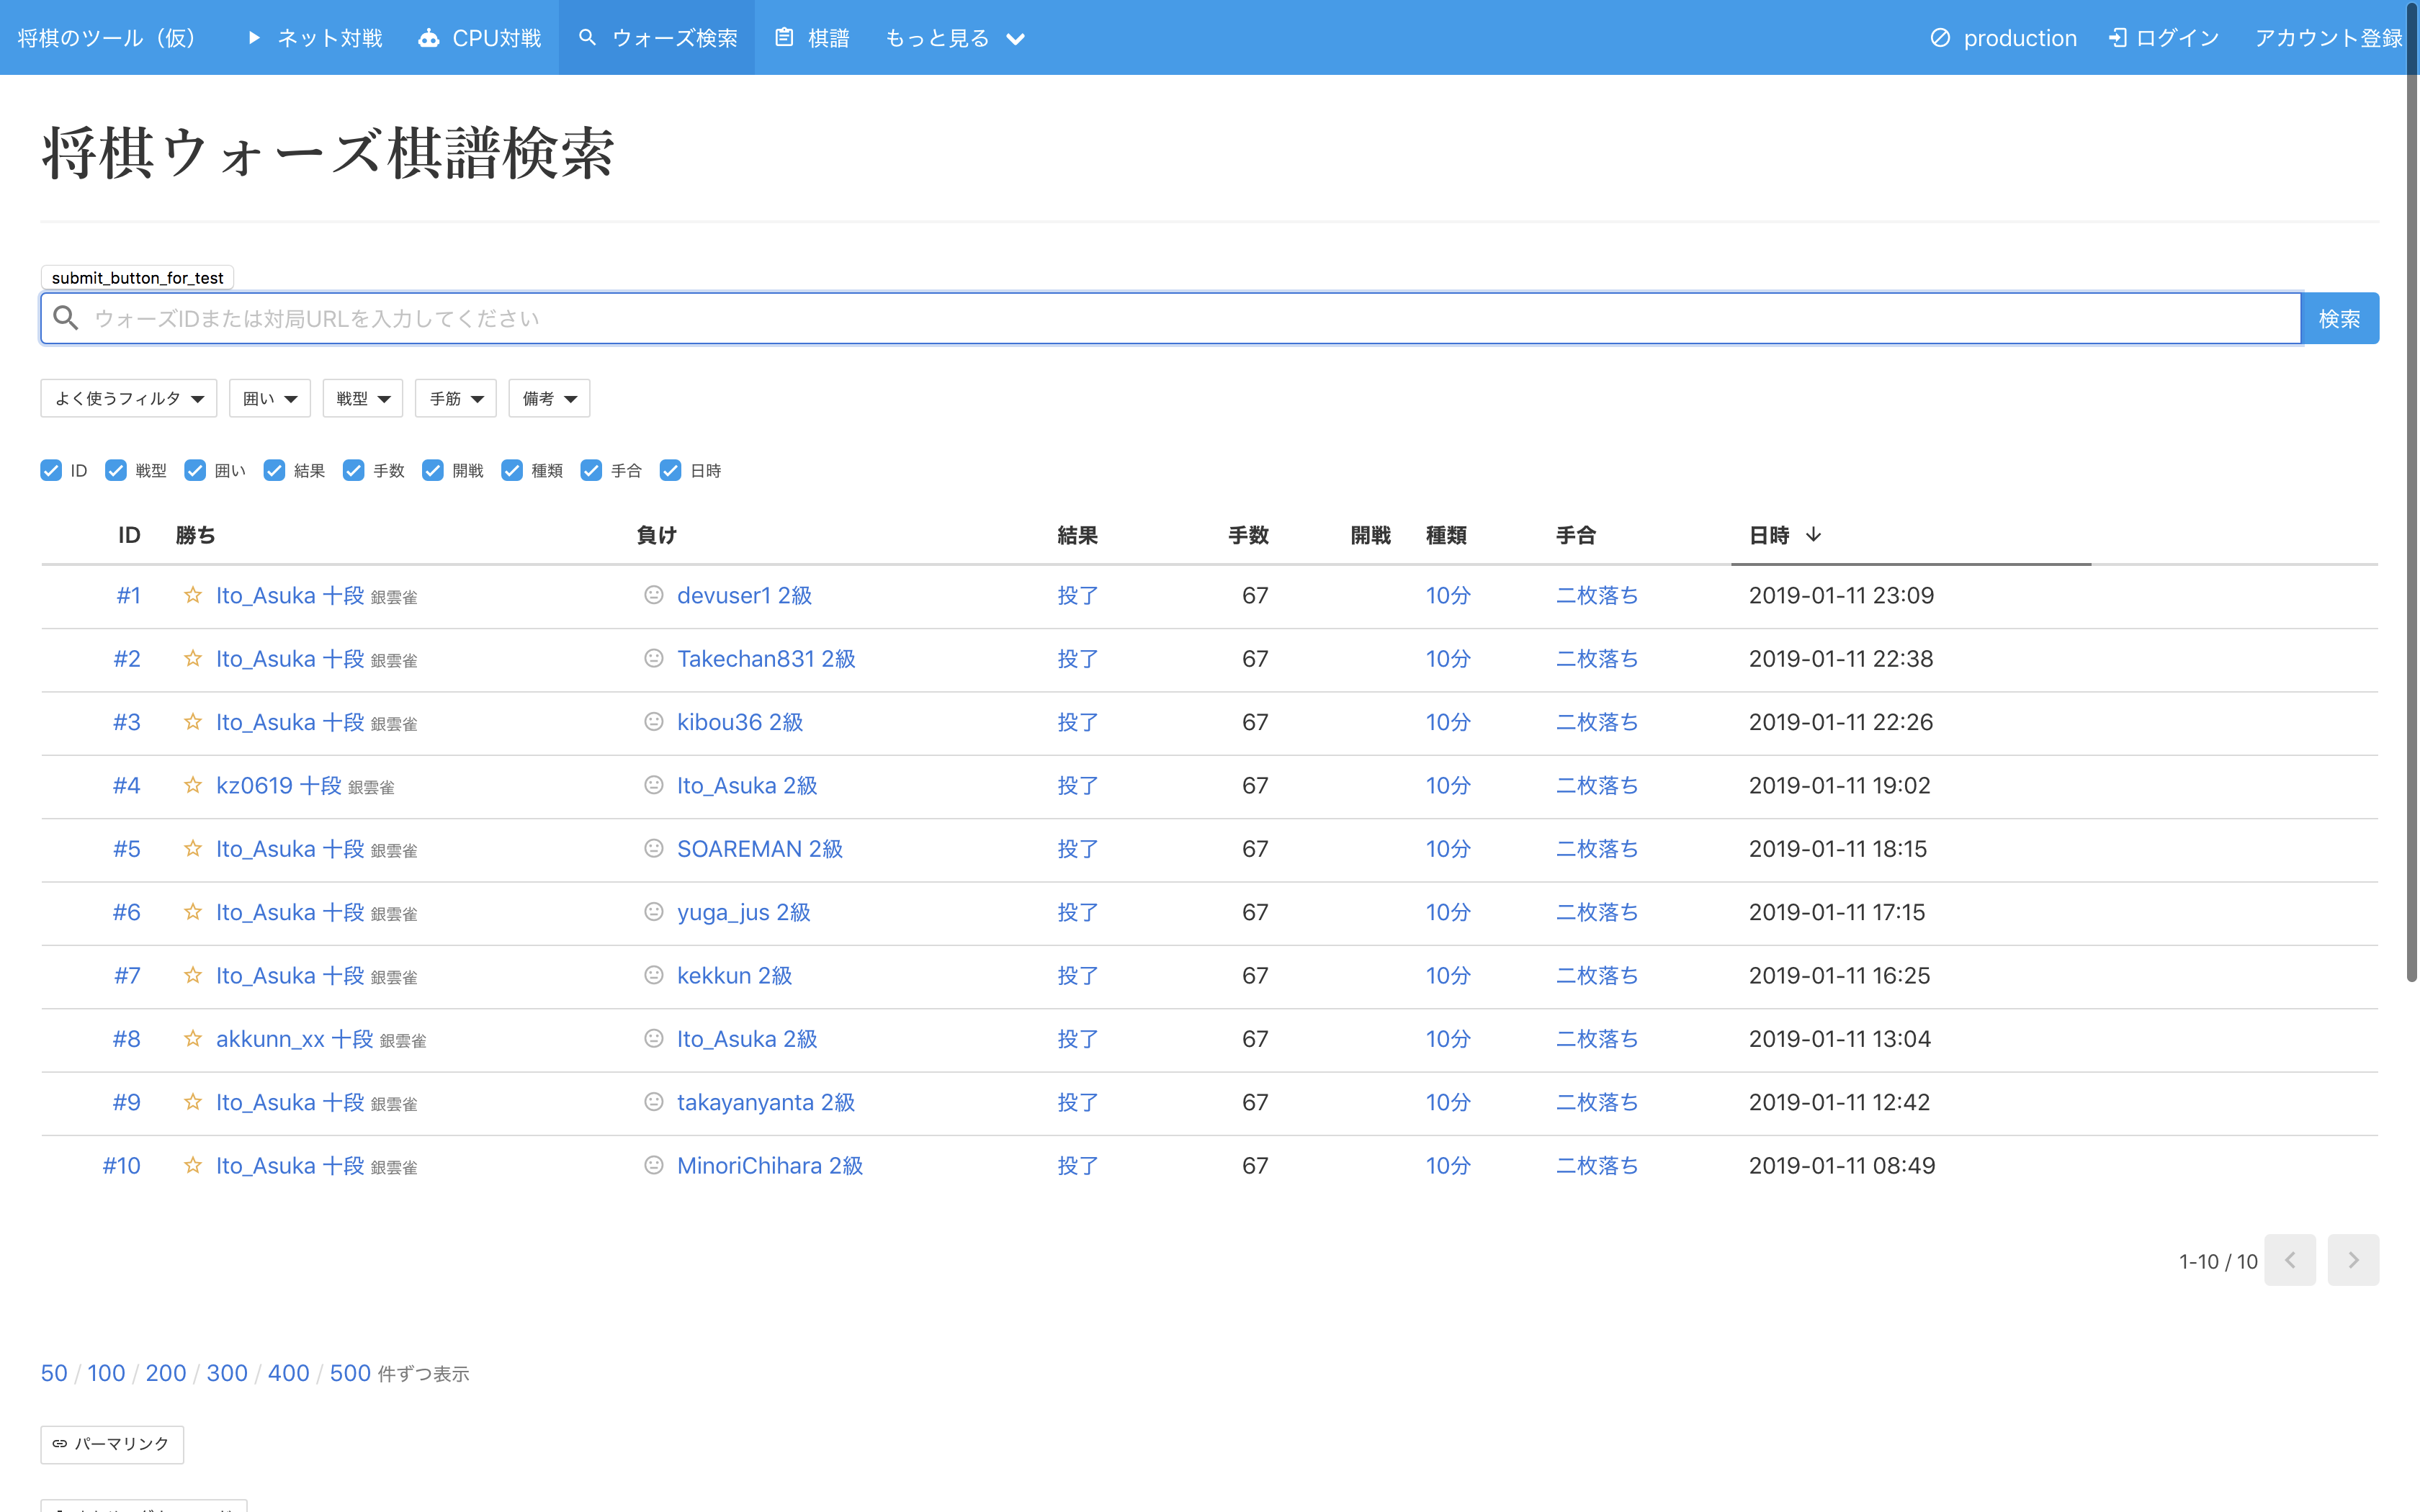 将棋のツール（仮） ネット対戦 CPU対戦 ウォーズ検索 棋譜 もっと見る production ログイン アカウント登録
将棋ウォーズ棋譜検索
submit_button_for_test
ウォーズIDまたは対局URLを入力してください 検索
よく使うフィルタ 囲い 戦型 手筋 備考
ID 戦型 囲い 結果 手数 開戦 種類 手合 日時
ID 勝ち 負け 結果 手数 開戦 種類 手合 日時
#1 Ito_Asuka 十段 銀雲雀 devuser1 2級 投了 67 10分 二枚落ち 2019-01-11 23:09
#2 Ito_Asuka 十段 銀雲雀 Takechan831 2級 投了 67 10分 二枚落ち 2019-01-11 22:38
#3 Ito_Asuka 十段 銀雲雀 kibou36 2級 投了 67 10分 二枚落ち 2019-01-11 22:26
#4 kz0619 十段 銀雲雀 Ito_Asuka 2級 投了 67 10分 二枚落ち 2019-01-11 19:02
#5 Ito_Asuka 十段 銀雲雀 SOAREMAN 2級 投了 67 10分 二枚落ち 2019-01-11 18:15
#6 Ito_Asuka 十段 銀雲雀 yuga_jus 2級 投了 67 10分 二枚落ち 2019-01-11 17:15
#7 Ito_Asuka 十段 銀雲雀 kekkun 2級 投了 67 10分 二枚落ち 2019-01-11 16:25
#8 akkunn_xx 十段 銀雲雀 Ito_Asuka 2級 投了 67 10分 二枚落ち 2019-01-11 13:04
#9 Ito_Asuka 十段 銀雲雀 takayanyanta 2級 投了 67 10分 二枚落ち 2019-01-11 12:42
#10 Ito_Asuka 十段 銀雲雀 MinoriChihara 2級 投了 67 10分 二枚落ち 2019-01-11 08:49
1-10 / 10
50 / 100 / 200 / 300 / 400 / 500 件ずつ表示
パーマリンク